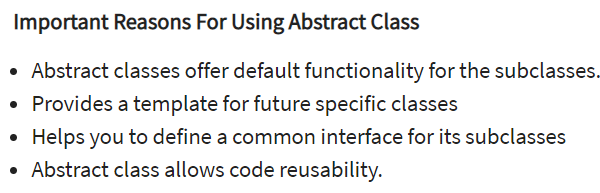 Important Reasons For Using Abstract Class
• Abstract classes offer default functionality for the subclasses.
• Provides a template for future specific classes
• Helps you to define a common interface for its subclasses
• Abstract class allows code reusability.